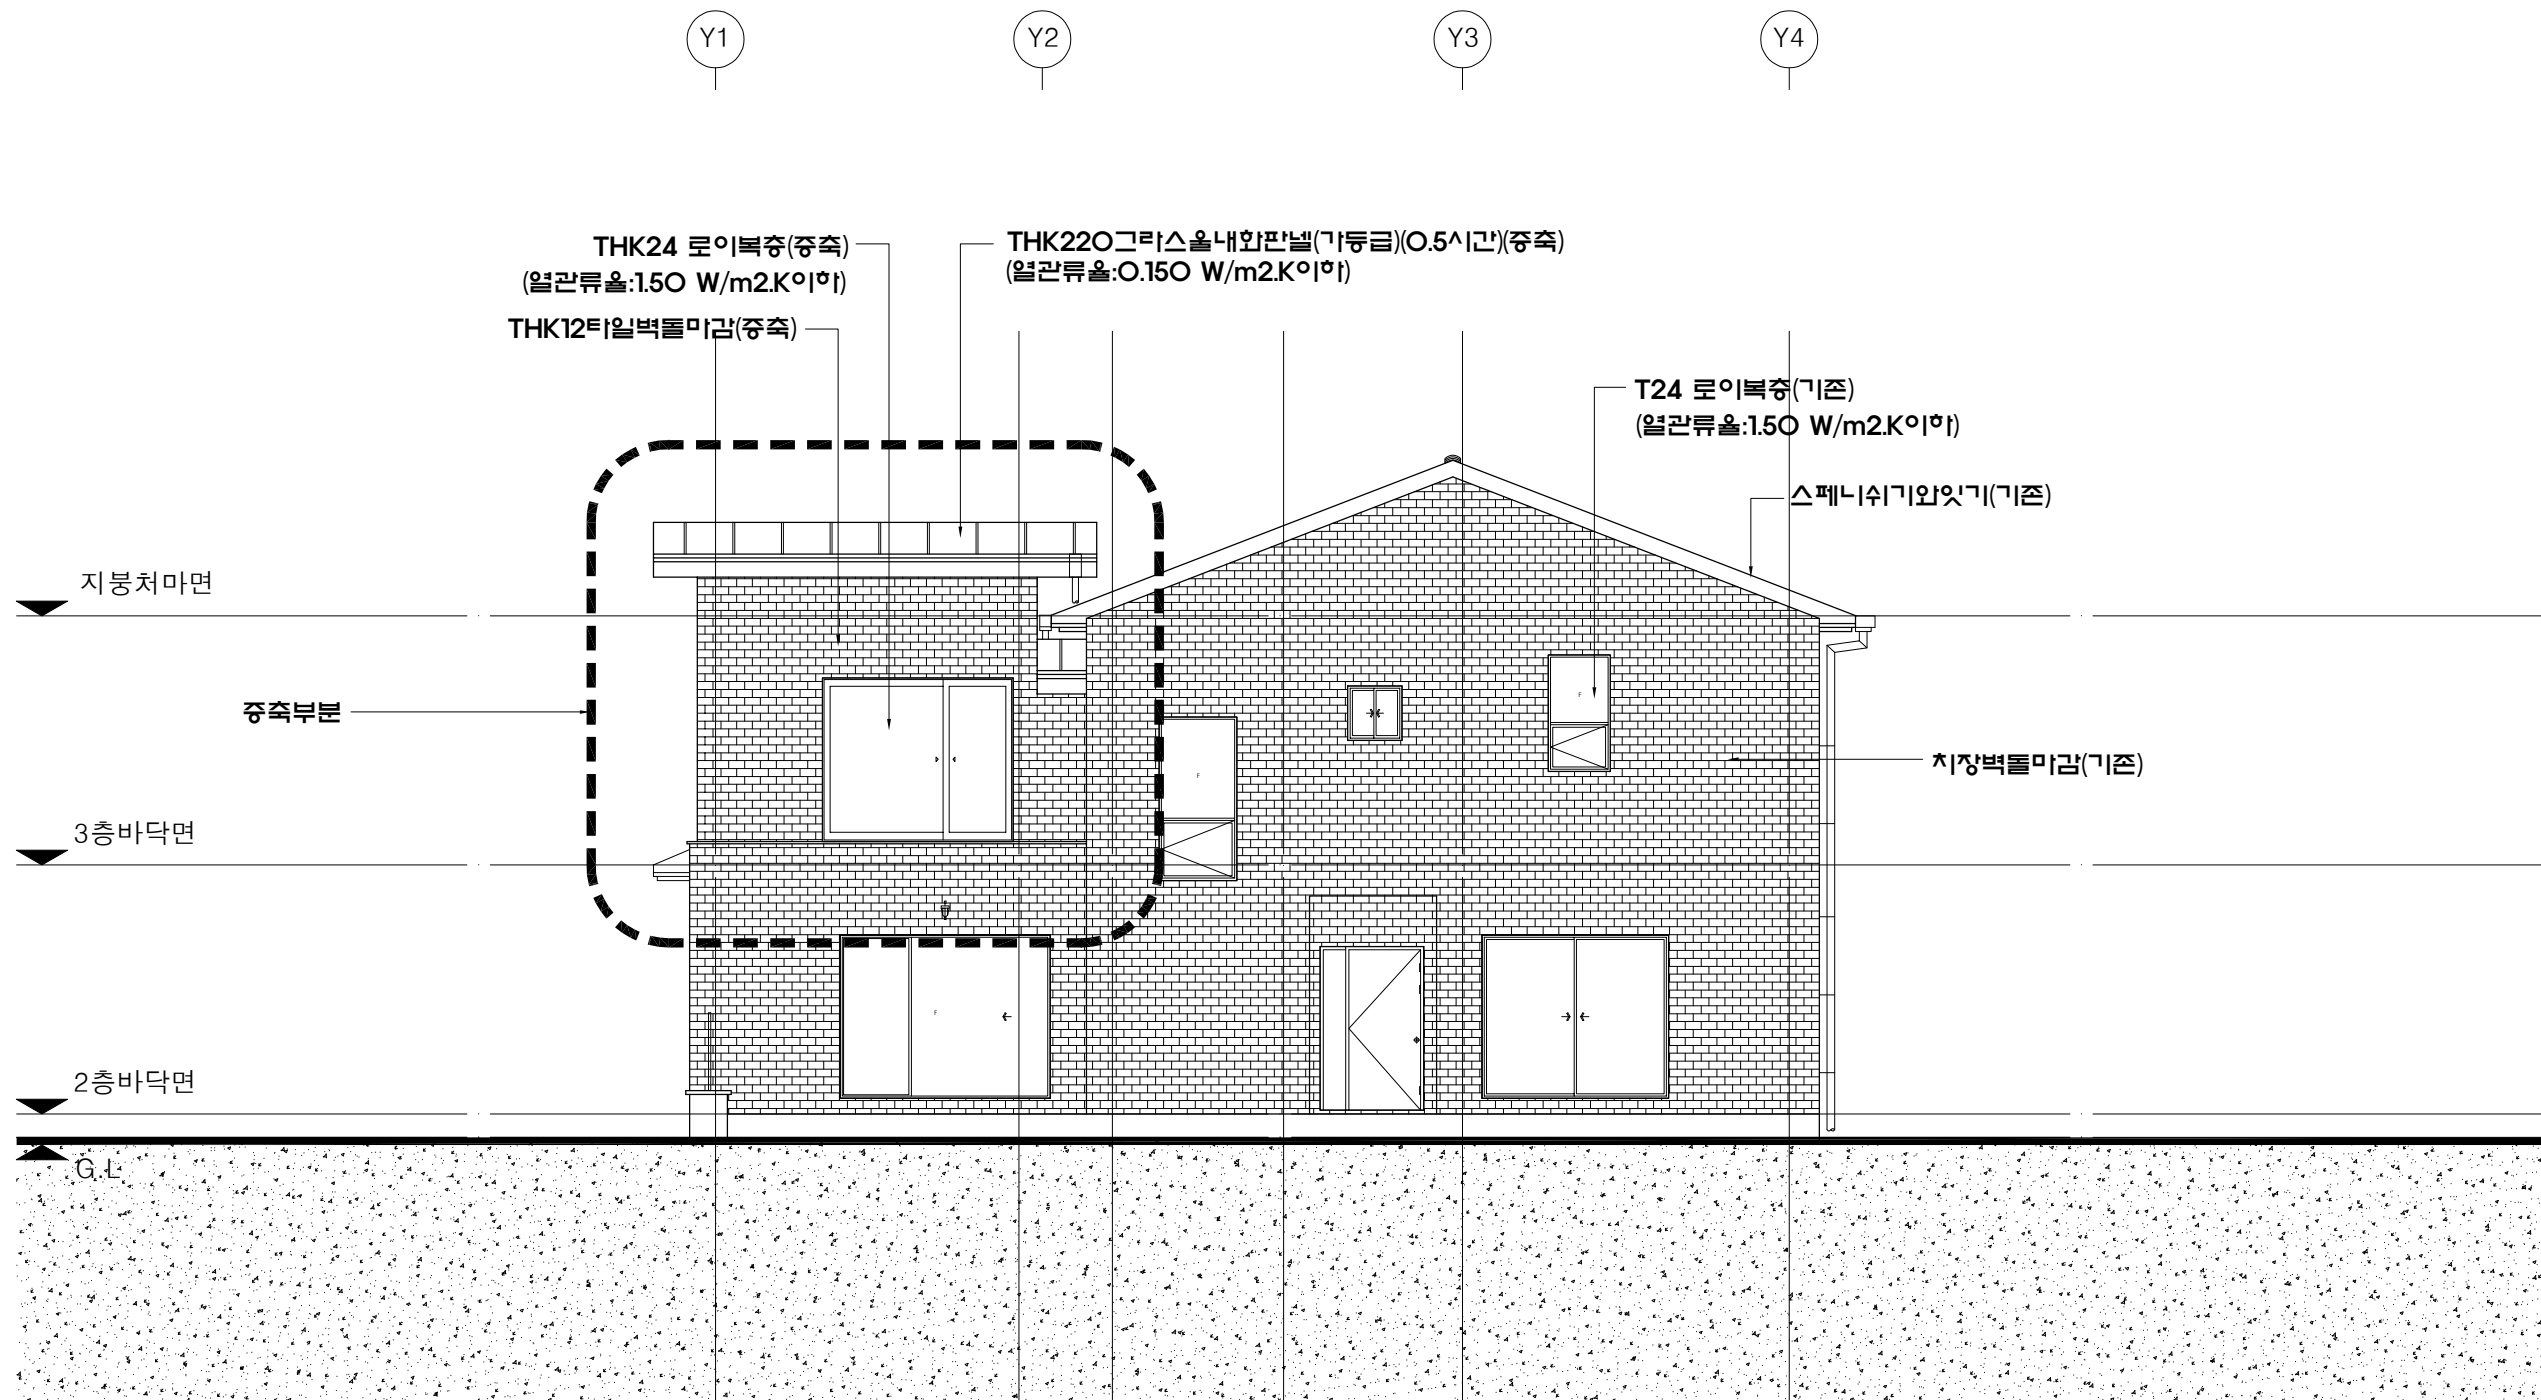 Y1
Y2
Y3
Y4
THK24 로이복층(증축)
(열관류율:1.50 W/m2.K이하)
THK12타일벽돌마감(증축)
THK220그라스울내화판넬(가등급)(0.5시간)(증축)
(열관류율:0.150 W/m2.K이하)
T24 로이복층(기존)
(열관류율:1.50 W/m2.K이하)
스페니쉬기와잇기(기존)
지붕처마면
증축부분
F
F
치장벽돌마감(기존)
3층바닥면
F
2층바닥면
G.L